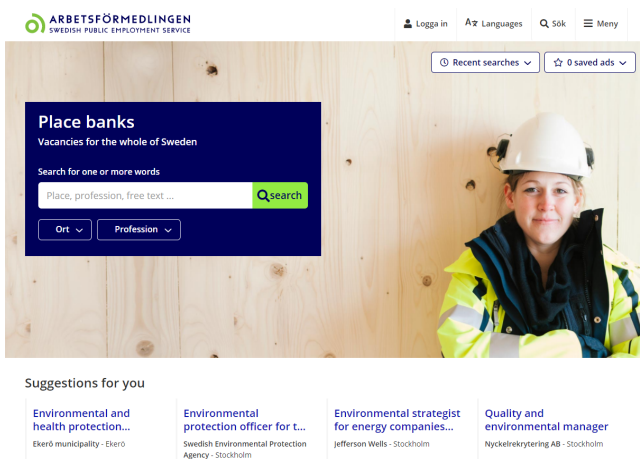 ARBETSFÖRMEDLINGEN
SWEDISH PUBLIC EMPLOYMENT SERVICE
Logga in
Languages
Sök
Meny
Recent searches
0 saved ads
Place banks
Vacancies for the whole of Sweden
Search for one or more words
Place, profession, free text ...
search
Ort
Profession
Suggestions for you
Environmental and
health protection...
Ekerö municipality - Ekerö
Environmental
protection officer for t...
Swedish Environmental Protection
Agency - Stockholm
Environmental strategist
for energy companies...
Jefferson Wells - Stockholm
Quality and
environmental manager
Nyckelrekrytering AB - Stockholm